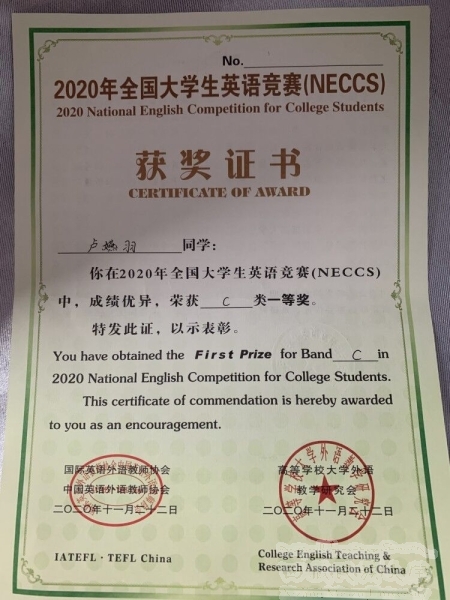 No.
2020年全国大学生英语竞赛(NECCS)
2020 National English Competition for College Students
获奖证书
CERTIFICATE OF AWARD
卢嬿羽 同学：
你在2020年全国大学生英语竞赛(NECCS)
中，成绩优异，荣获 C 类一等奖。
特发此证，以示表彰。
You have obtained the First Prize for Band C in
2020 National English Competition for College Students.
This certificate of commendation is hereby awarded
to you as an encouragement.
国际英语外语教师协会
中国英语外语教师协会
二〇二〇年十一月二十二日
高等学校大学外语
教学研究会
二〇二〇年十一月二十二日
IATEFL·TEFL China
College English Teaching &
Research Association of China